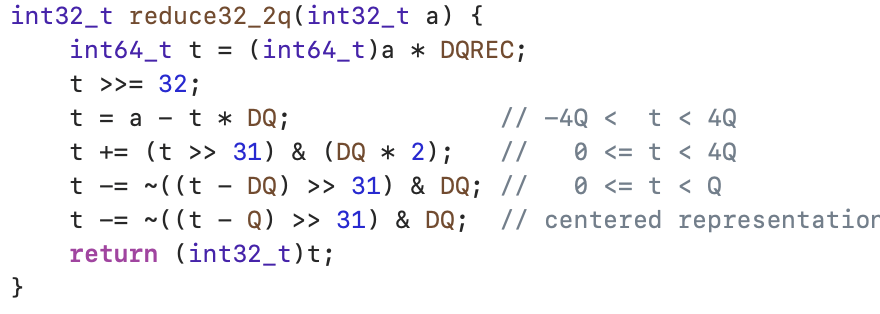 int32_t reduce32_2q(int32_t a) {
int64_t t = (int64_t)a * DQREC;
t >>= 32;
t = a - t * DQ; // -4Q < t < 4Q
t += (t >> 31) & (DQ * 2); // 0 <= t < 4Q
t -= ~((t - DQ) >> 31) & DQ; // 0 <= t < Q
t -= ~((t - Q) >> 31) & DQ; // centered representation
return (int32_t)t;
}